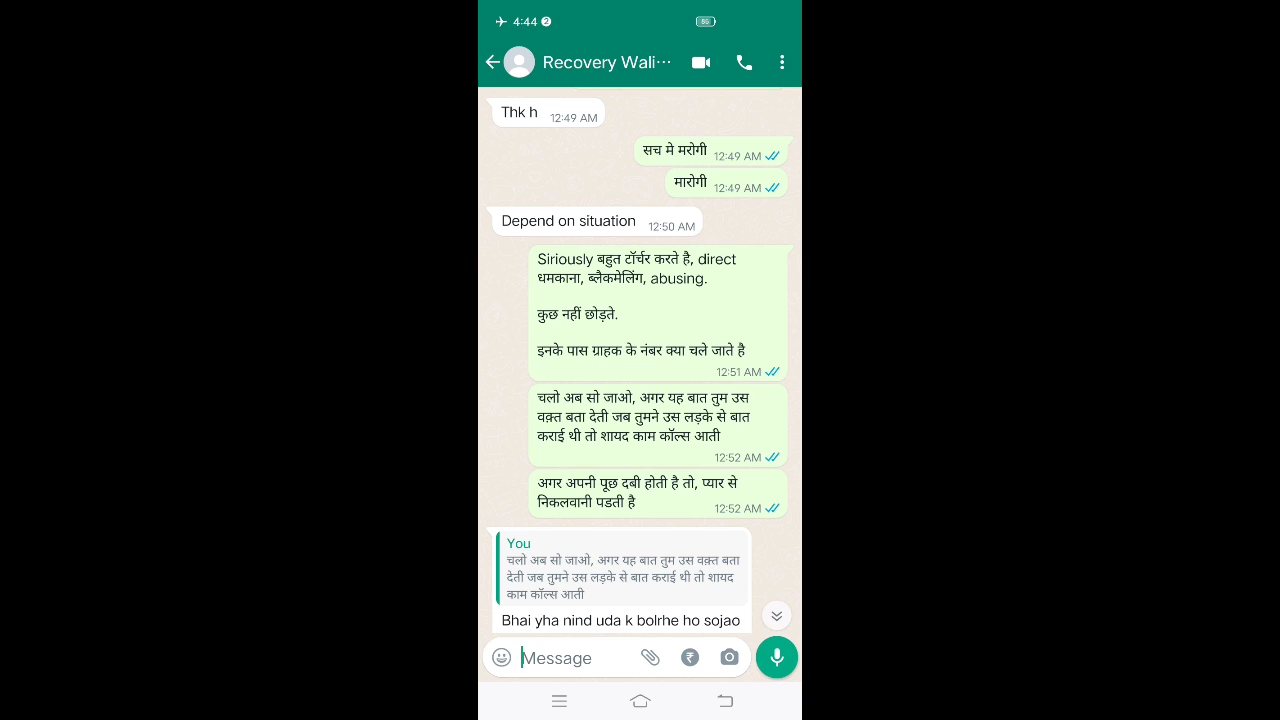 4:44 2
86
Recovery Wali...
Thk h 12:49 AM
सच मे मरोगी 12:49 AM
मारोगी 12:49 AM
Depend on situation 12:50 AM
Siriously बहुत टॉर्चर करते है, direct
धमकाना, ब्लैकमेलिंग, abusing.
कुछ नहीं छोड़ते.
इनके पास ग्राहक के नंबर क्या चले जाते है
12:51 AM
चलो अब सो जाओ, अगर यह बात तुम उस
वक़्त बता देती जब तुमने उस लड़के से बात
कराई थी तो शायद काम कॉल्स आती
12:52 AM
अगर अपनी पूछ दबी होती है तो, प्यार से
निकलवानी पडती है
12:52 AM
You
चलो अब सो जाओ, अगर यह बात तुम उस वक़्त बता
देती जब तुमने उस लड़के से बात कराई थी तो शायद
काम कॉल्स आती
Bhai yha nind uda k bolrhe ho sojao
Message